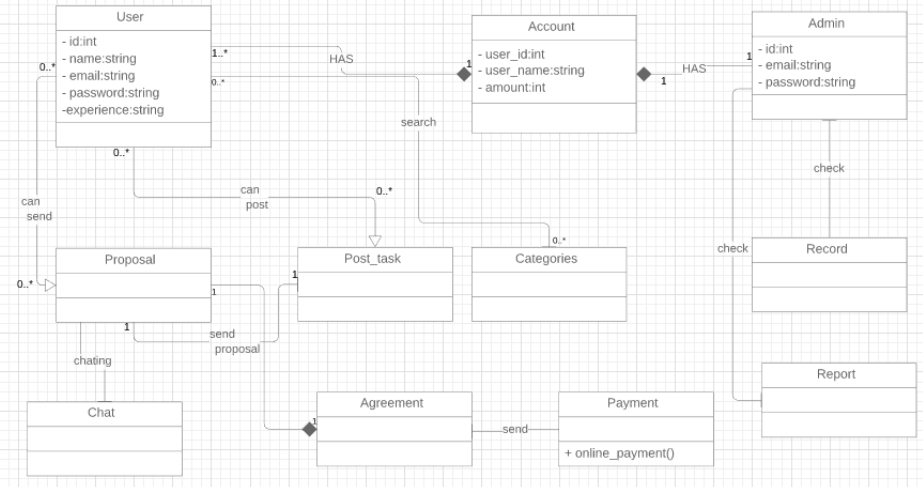 User
- id:int
- name:string
- email:string
- password:string
-experience:string
Account
- user_id:int
- user_name:string
- amount:int
Admin
- id:int
- email:string
- password:string
0..*
1..*
HAS
1
1
HAS
1
0..*
search
0..*
can
post
0..*
check
can
send
check
0..*
0..*
Proposal
1
1
Post_task
Categories
Record
1
send
proposal
chating
Report
Chat
1
Agreement
send
Payment
+ online_payment()